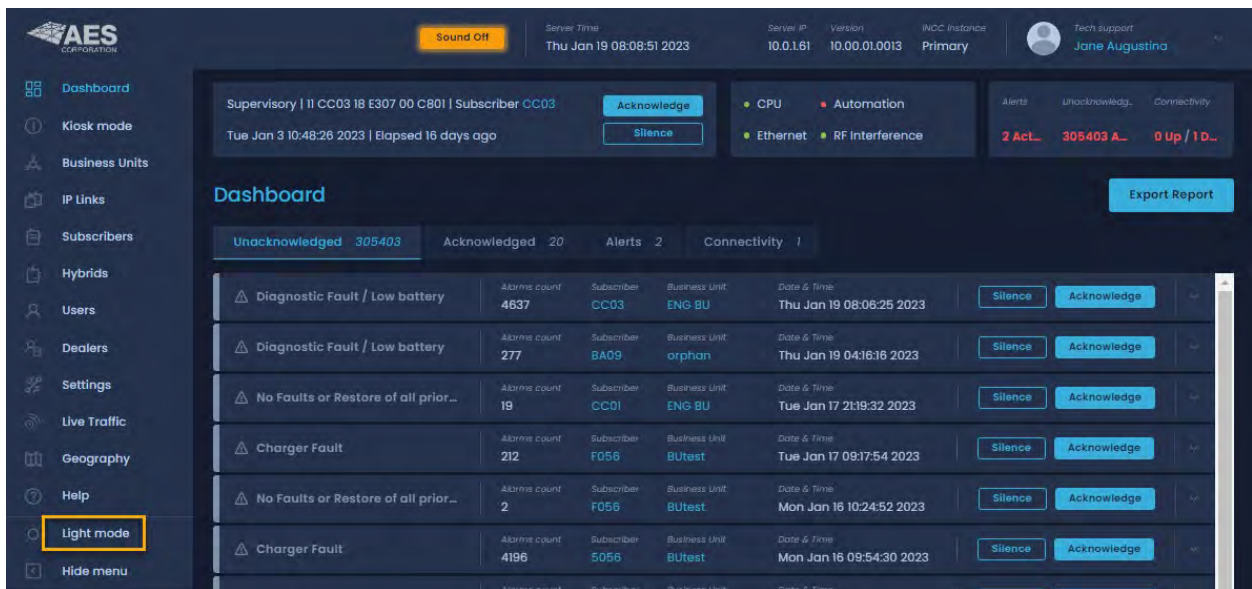 AES
CORPORATION
Sound Off
Server Time
Thu Jan 19 08:08:51 2023
Server IP
10.0.1.61
Version
10.00.01.0013
INCC Instance
Primary
Tech support
Jane Augustina
Dashboard
Kiosk mode
Business Units
IP Links
Subscribers
Hybrids
Users
Dealers
Settings
Live Traffic
Geography
Help
Light mode
Hide menu
Supervisory | 11 CC03 18 E307 00 C801 | Subscriber CC03
Tue Jan 3 10:48:26 2023 | Elapsed 16 days ago
Acknowledge
Silence
CPU
Automation
Ethernet
RF Interference
Alerts
2 Act...
Unacknowledg..
305403 A...
Connectivity
0 Up / 1 D...
Dashboard
Export Report
Unacknowledged 305403
Acknowledged 20
Alerts 2
Connectivity 1
Diagnostic Fault / Low battery
Alarms count
4637
Subscriber
CC03
Business Unit
ENG BU
Date & Time
Thu Jan 19 08:06:25 2023
Silence
Acknowledge
Diagnostic Fault / Low battery
Alarms count
277
Subscriber
BA09
Business Unit
orphan
Date & Time
Thu Jan 19 04:16:16 2023
Silence
Acknowledge
No Faults or Restore of all prior...
Alarms count
19
Subscriber
CC01
Business Unit
ENG BU
Date & Time
Tue Jan 17 21:19:32 2023
Silence
Acknowledge
Charger Fault
Alarms count
212
Subscriber
F056
Business Unit
BUtest
Date & Time
Tue Jan 17 09:17:54 2023
Silence
Acknowledge
No Faults or Restore of all prior...
Alarms count
2
Subscriber
F056
Business Unit
BUtest
Date & Time
Mon Jan 16 10:24:52 2023
Silence
Acknowledge
Charger Fault
Alarms count
4196
Subscriber
5056
Business Unit
BUtest
Date & Time
Mon Jan 16 09:54:30 2023
Silence
Acknowledge